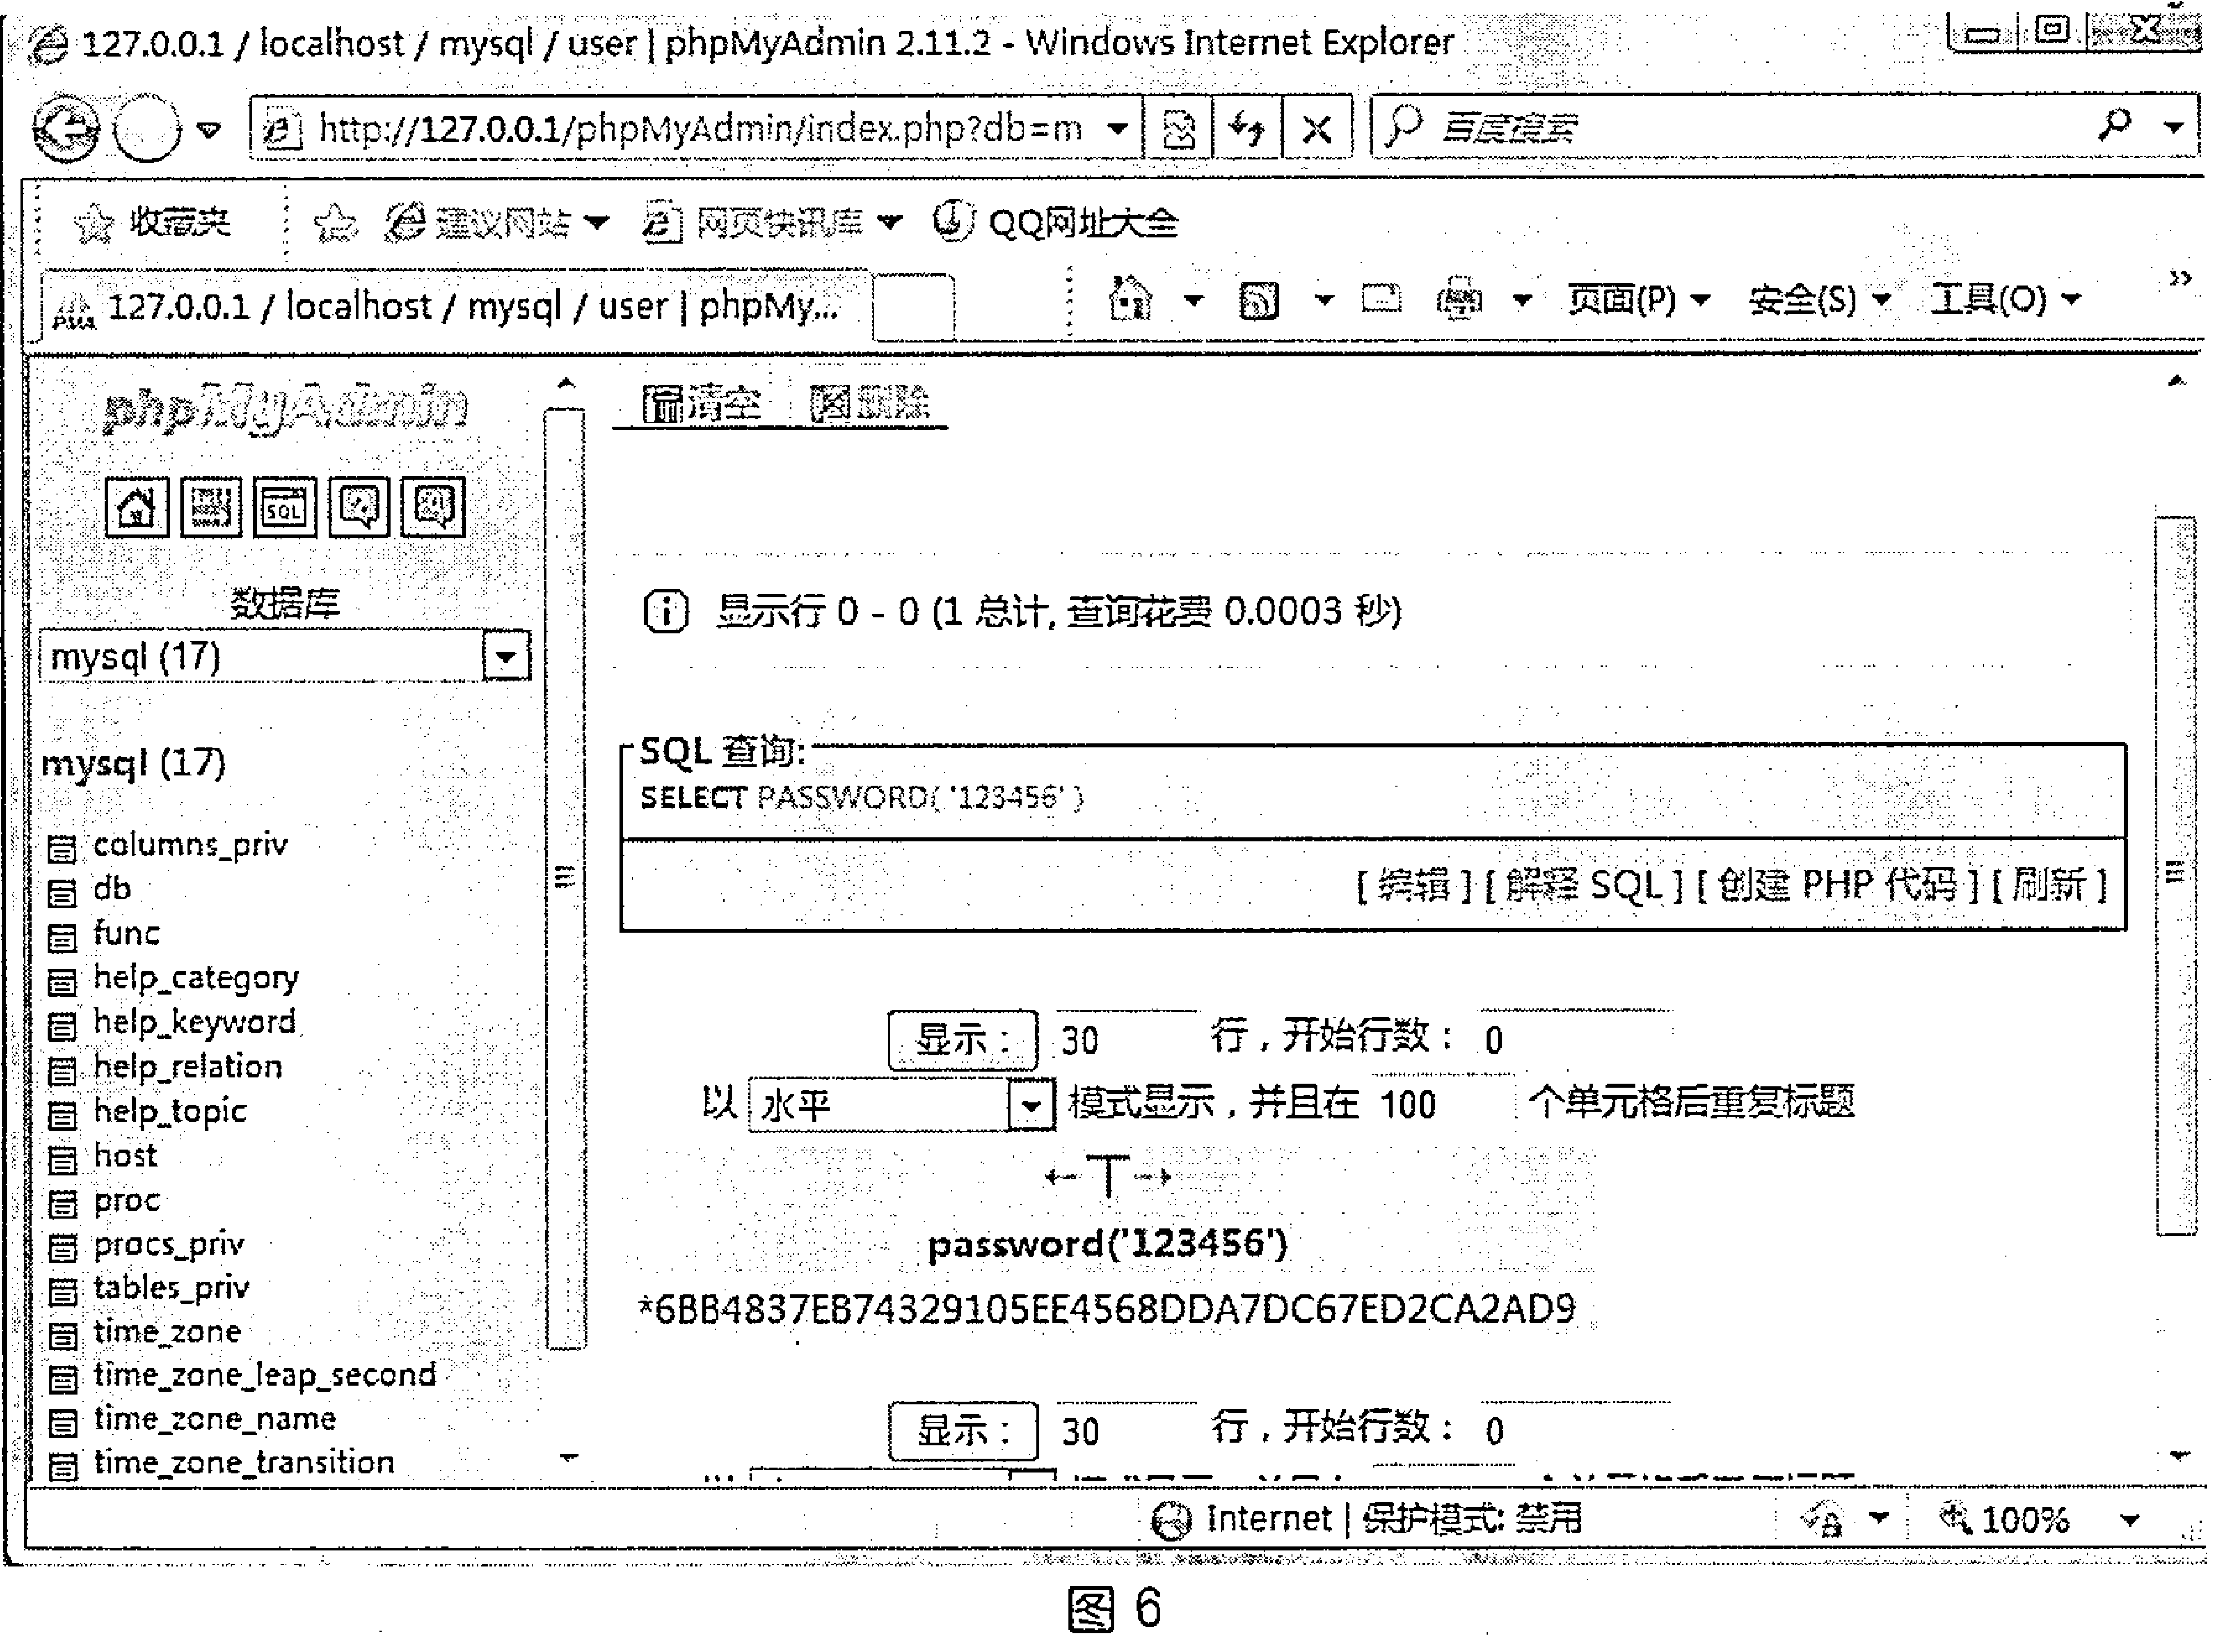 127.0.0.1 / localhost / mysql / user | phpMyAdmin 2.11.2 - Windows Internet Explorer
http://127.0.0.1/phpMyAdmin/index.php?db=m 百度搜索
收藏夹 建议网站 网页快讯库 QQ网址大全
PMA 127.0.0.1 / localhost / mysql / user | phpMy... 页面(P) 安全(S) 工具(O) »
phpMyAdmin
清空 删除
SQL
数据库
mysql (17)
显示行 0 - 0 (1 总计, 查询花费 0.0003 秒)
mysql (17)
columns_priv
db
func
help_category
help_keyword
help_relation
help_topic
host
proc
procs_priv
tables_priv
time_zone
time_zone_leap_second
time_zone_name
time_zone_transition
SQL 查询:
SELECT PASSWORD( '123456' )
[ 编辑 ] [ 解释 SQL ] [ 创建 PHP 代码 ] [ 刷新 ]
显示： 30 行，开始行数： 0
以 水平 模式显示，并且在 100 个单元格后重复标题
←T→
password('123456')
*6BB4837EB74329105EE4568DDA7DC67ED2CA2AD9
显示： 30 行，开始行数： 0
Internet | 保护模式: 禁用 100%
图 6